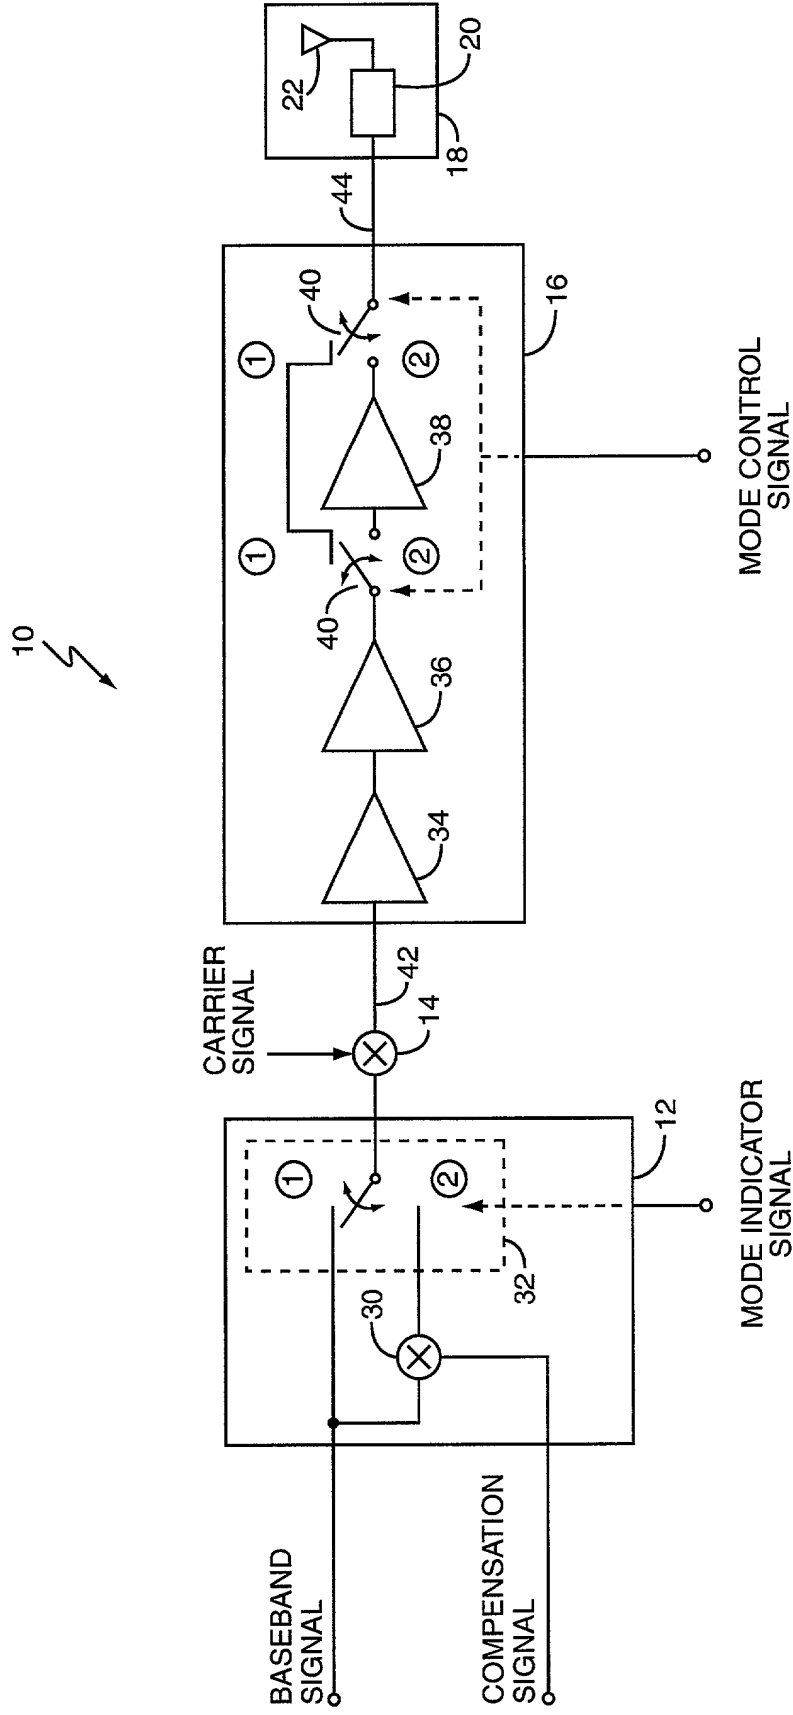 10
BASEBAND
SIGNAL
COMPENSATION
SIGNAL
30
32
①
②
12
MODE INDICATOR
SIGNAL
CARRIER
SIGNAL
14
42
34
36
40
①
②
38
①
②
40
16
MODE CONTROL
SIGNAL
44
18
20
22